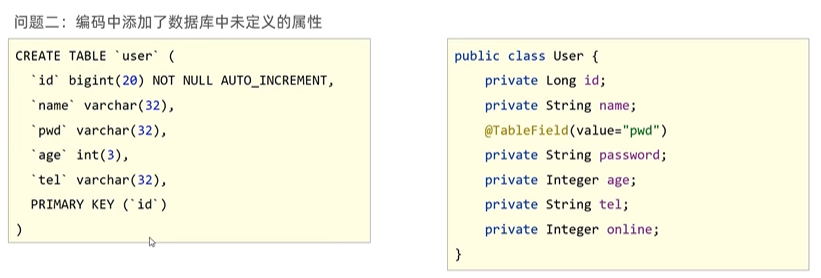 问题二：编码中添加了数据库中未定义的属性
CREATE TABLE `user` (
`id` bigint(20) NOT NULL AUTO_INCREMENT,
`name` varchar(32),
`pwd` varchar(32),
`age` int(3),
`tel` varchar(32),
PRIMARY KEY (`id`)
)
public class User {
private Long id;
private String name;
@TableField(value="pwd")
private String password;
private Integer age;
private String tel;
private Integer online;
}